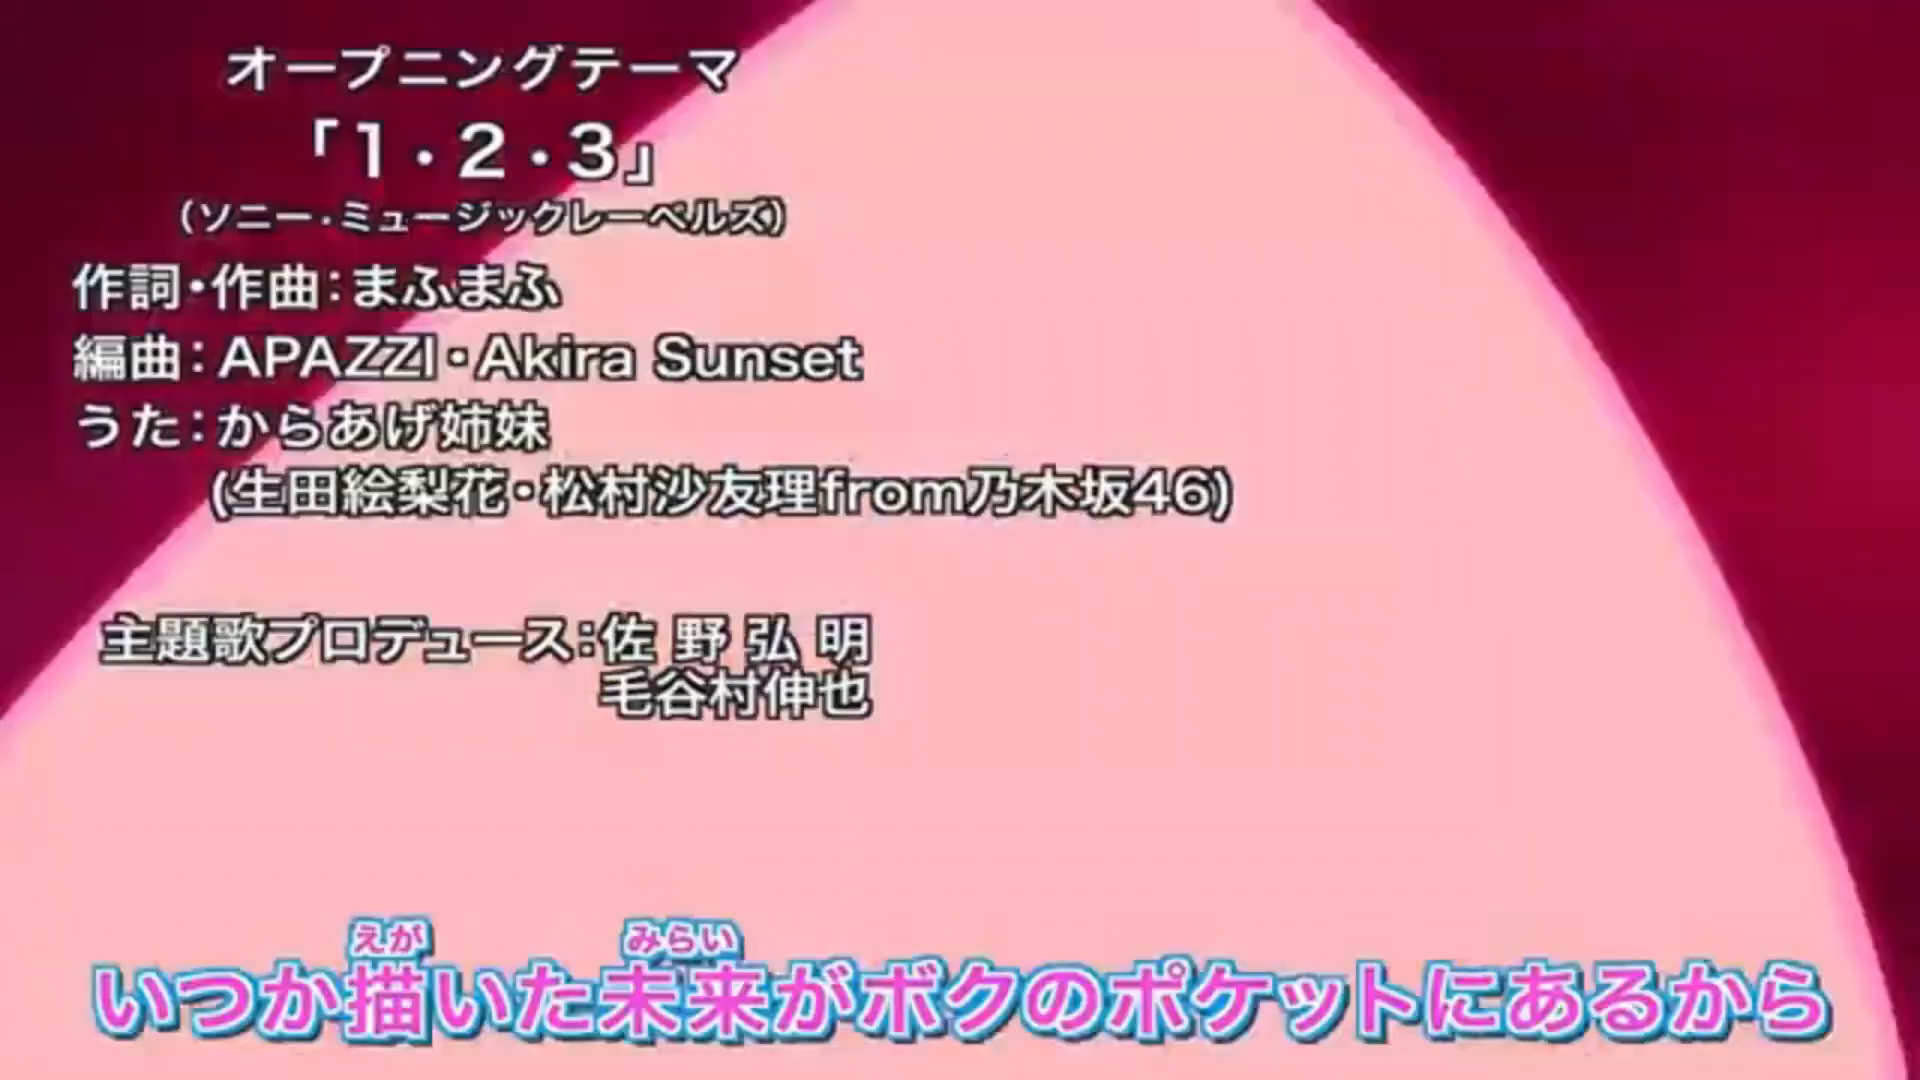 オープニングテーマ
「1・2・3」
（ソニー・ミュージックレーベルズ）
作詞・作曲：まふまふ
編曲：APAZZI・Akira Sunset
うた：からあげ姉妹
(生田絵梨花・松村沙友理from乃木坂46)
主題歌プロデュース：佐野弘明
毛谷村伸也
えが みらい
いつか描いた未来がボクのポケットにあるから